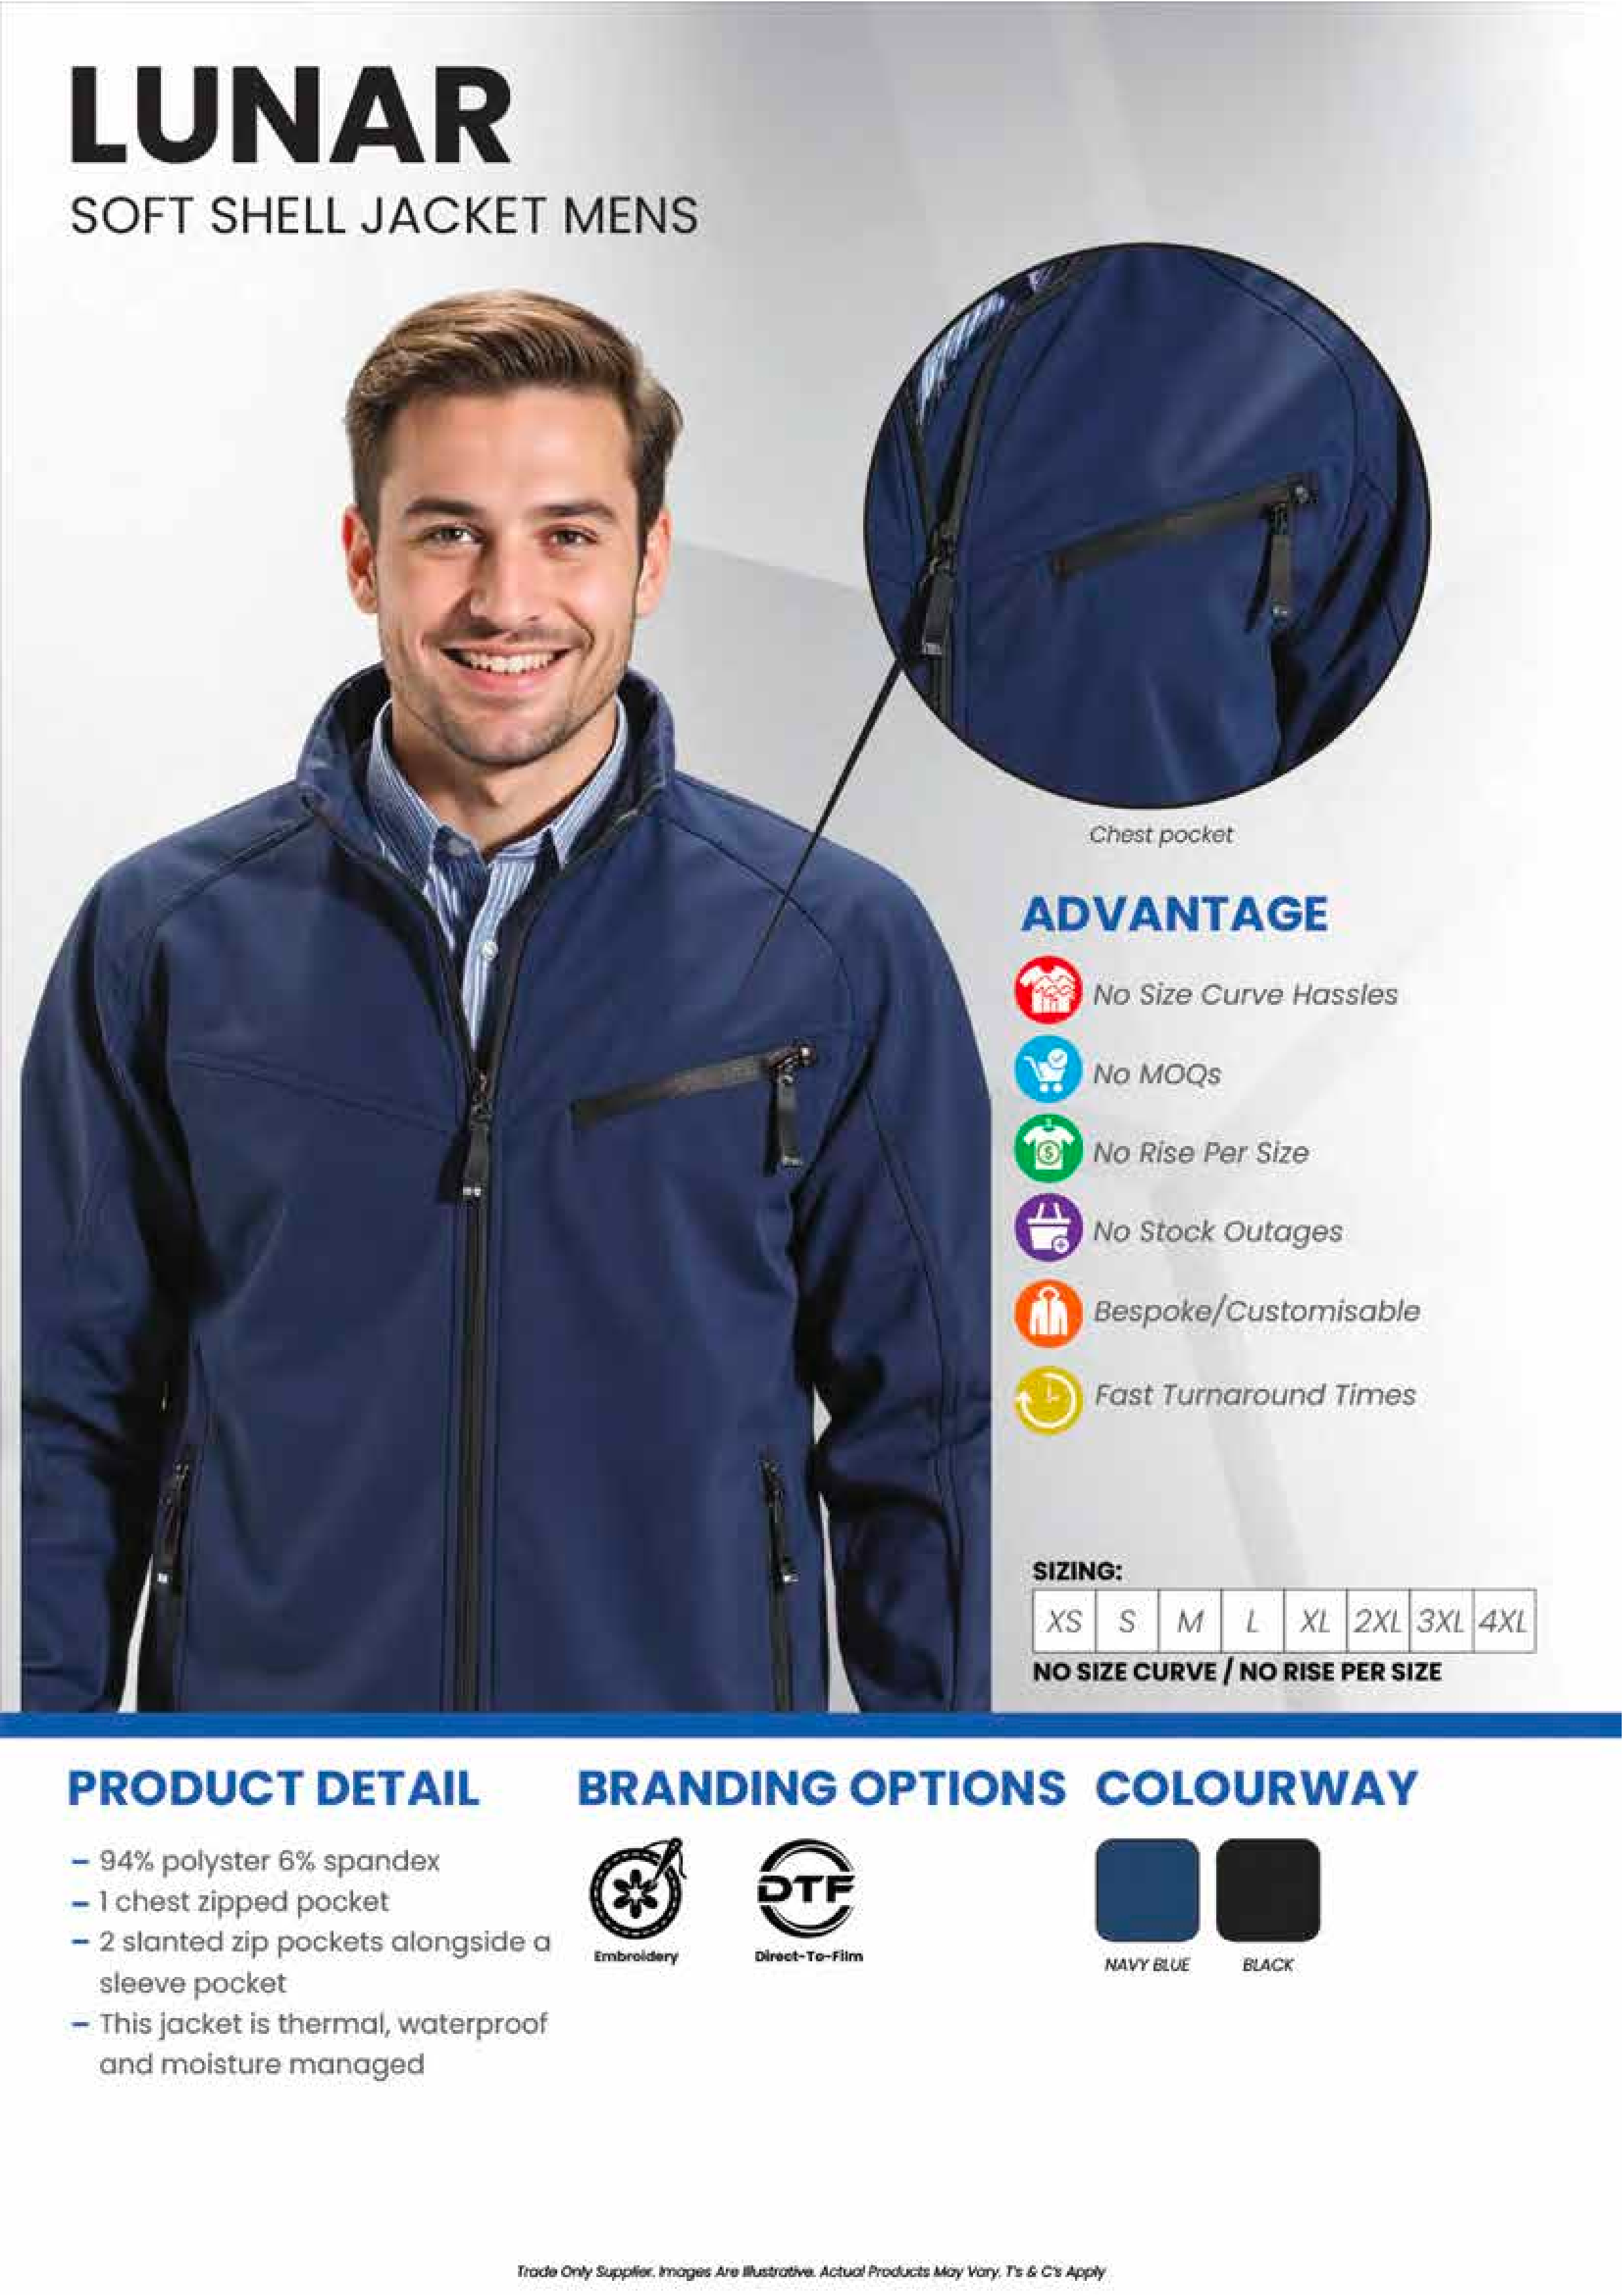 LUNAR
SOFT SHELL JACKET MENS
Chest pocket
ADVANTAGE
No Size Curve Hassles
No MOQs
No Rise Per Size
No Stock Outages
Bespoke/Customisable
Fast Turnaround Times
SIZING:
XS S M L XL 2XL 3XL 4XL
NO SIZE CURVE / NO RISE PER SIZE
PRODUCT DETAIL
- 94% polyster 6% spandex
- 1 chest zipped pocket
- 2 slanted zip pockets alongside a
sleeve pocket
- This jacket is thermal, waterproof
and moisture managed
BRANDING OPTIONS
DTF
Embroidery
Direct-To-Film
COLOURWAY
NAVY BLUE
BLACK
Trade Only Supplier. Images Are Illustrative. Actual Products May Vary. T's & C's Apply